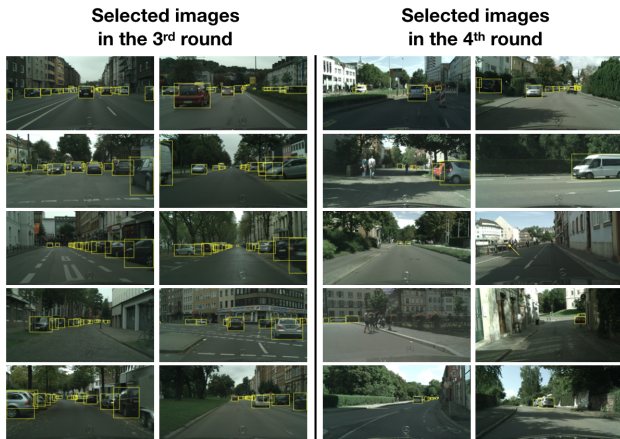 Selected images
in the 3rd round
Selected images
in the 4th round